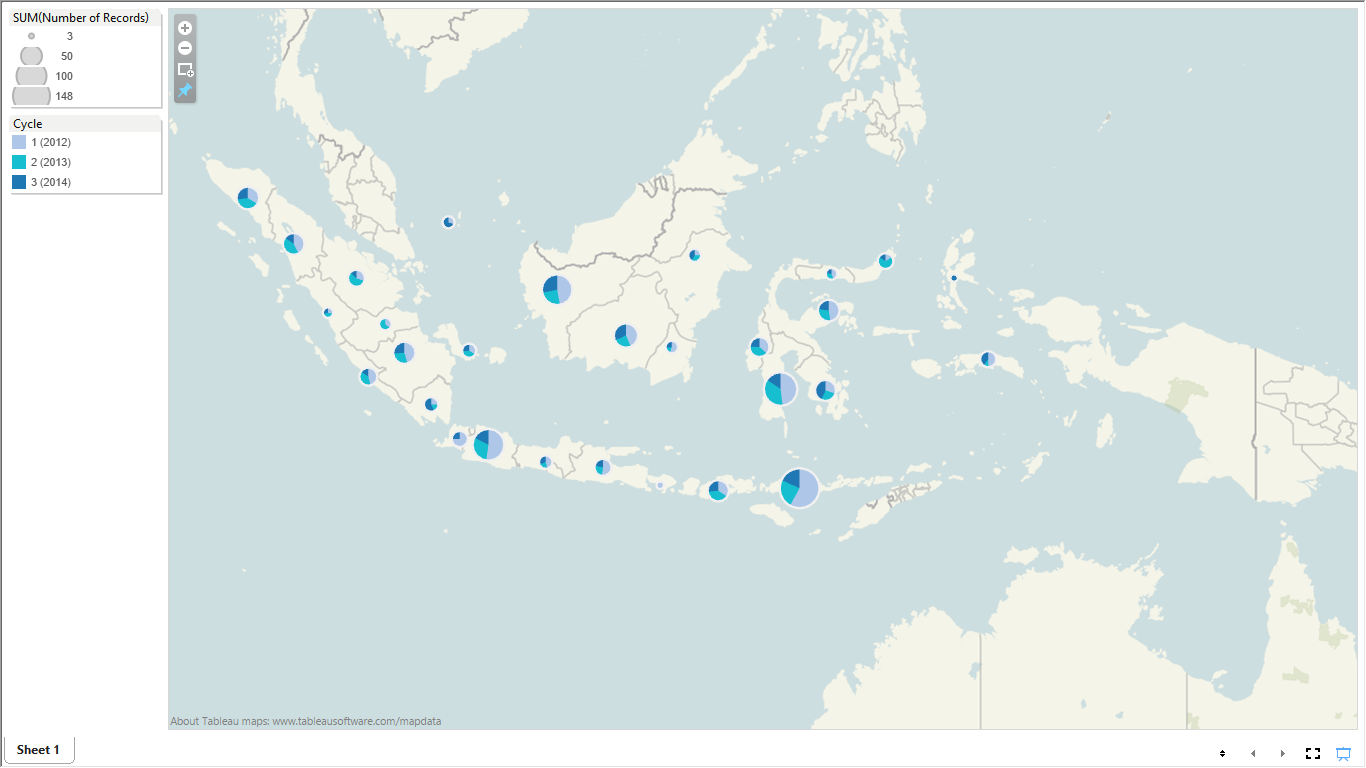 SUM(Number of Records)
3
50
100
148
Cycle
1 (2012)
2 (2013)
3 (2014)
About Tableau maps: www.tableausoftware.com/mapdata
Sheet 1